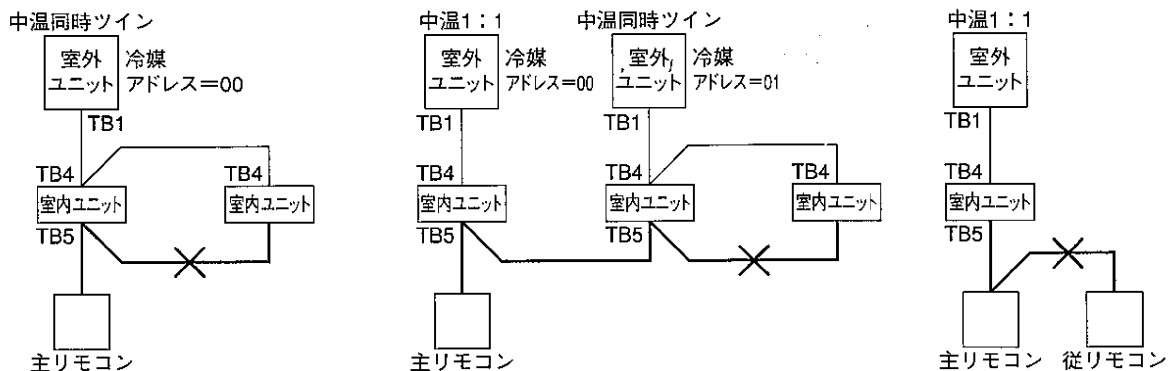 中温同時ツイン
室外
ユニット
冷媒
アドレス=00
TB1
TB4
TB4
室内ユニット
室内ユニット
TB5
主リモコン
中温1:1
中温同時ツイン
室外
ユニット
冷媒
アドレス=00
室外
ユニット
冷媒
アドレス=01
TB1
TB1
TB4
TB4
TB4
室内ユニット
室内ユニット
室内ユニット
TB5
TB5
主リモコン
中温1:1
室外
ユニット
TB1
TB4
室内ユニット
TB5
主リモコン
従リモコン